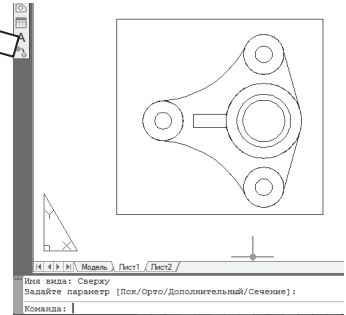 A
Y
X
Модель Лист1 Лист2
Имя вида: Сверху
Задайте параметр [Пск/Орто/Дополнительный/Сечение]:
Команда: